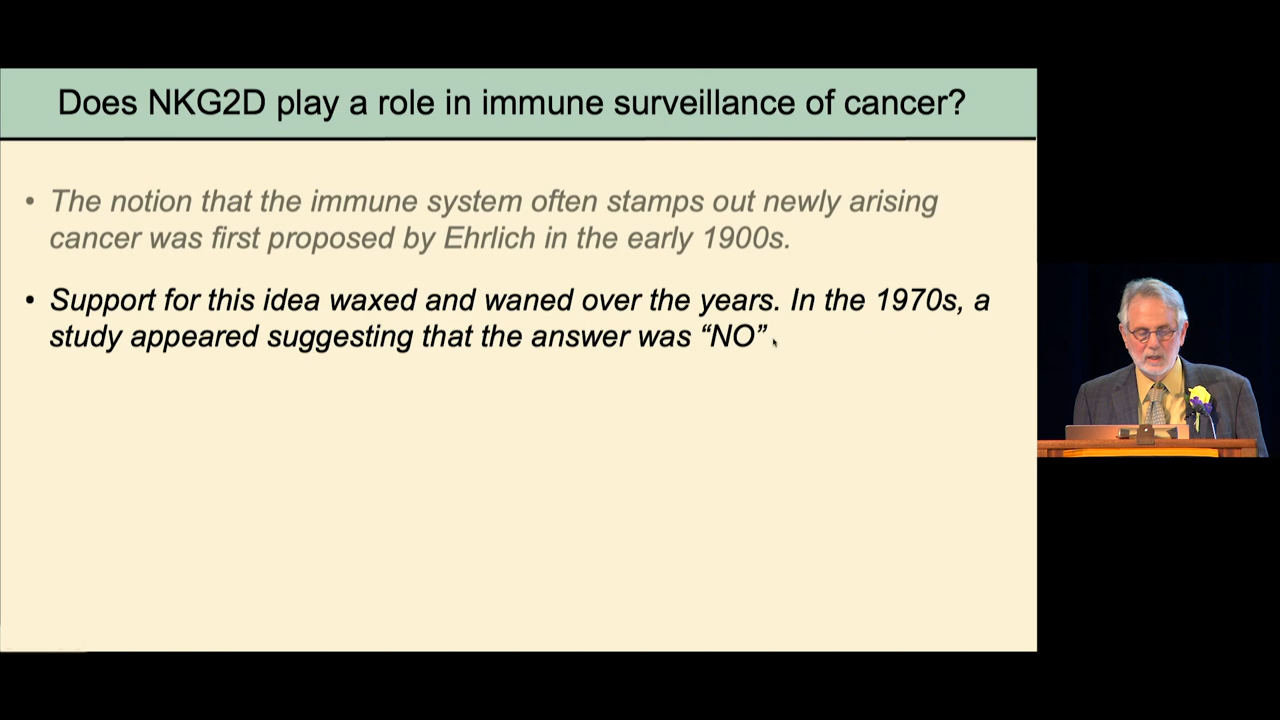 Does NKG2D play a role in immune surveillance of cancer?
• The notion that the immune system often stamps out newly arising
cancer was first proposed by Ehrlich in the early 1900s.
• Support for this idea waxed and waned over the years. In the 1970s, a
study appeared suggesting that the answer was “NO”.